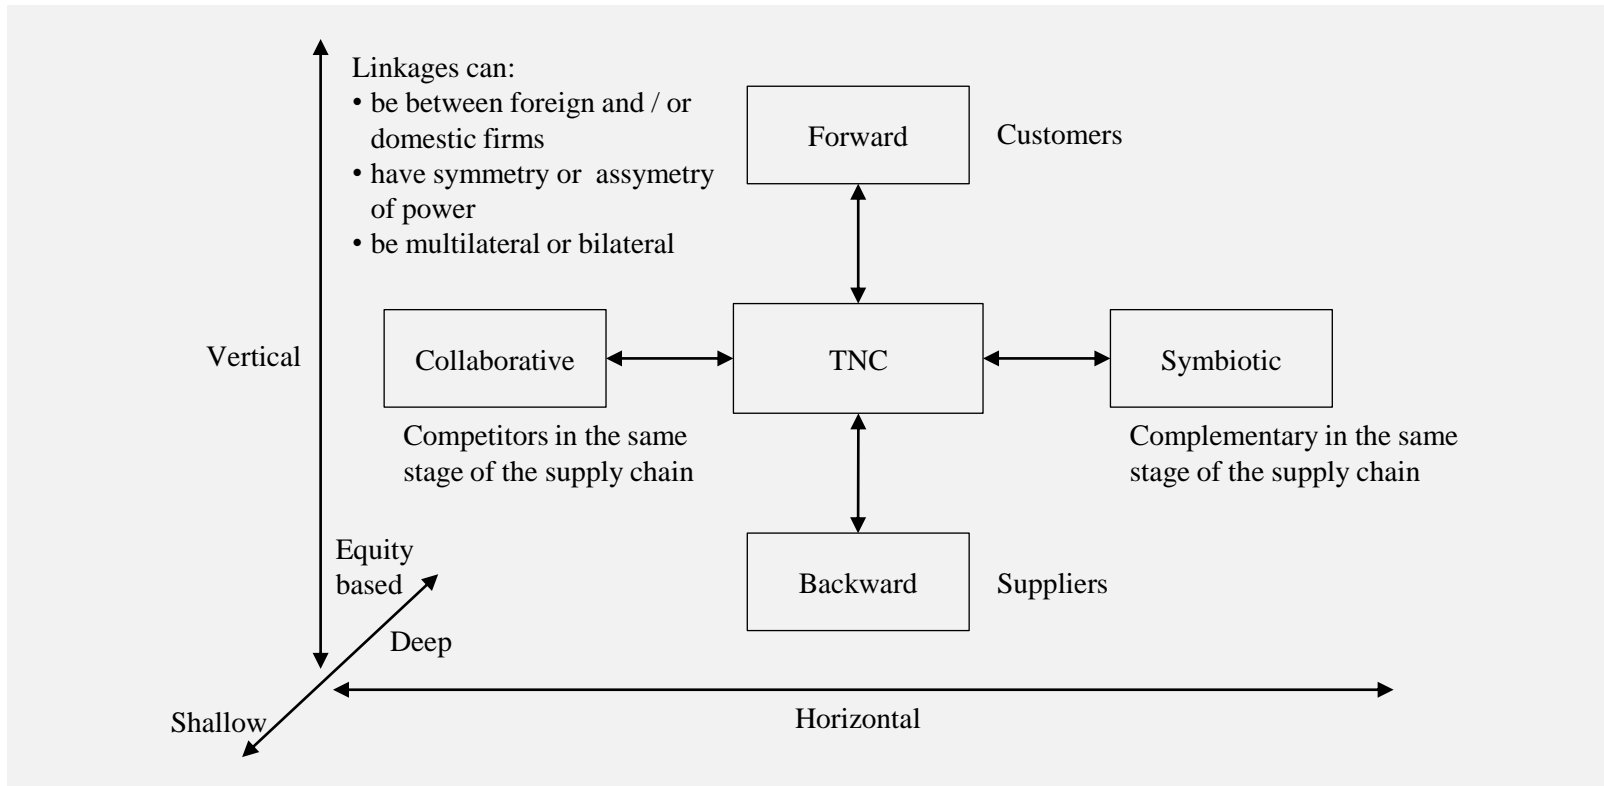 Linkages can:
• be between foreign and / or
domestic firms
• have symmetry or assymetry
of power
• be multilateral or bilateral
Forward
Customers
Vertical
Collaborative
TNC
Symbiotic
Competitors in the same
stage of the supply chain
Complementary in the same
stage of the supply chain
Equity
based
Backward
Suppliers
Deep
Shallow
Horizontal